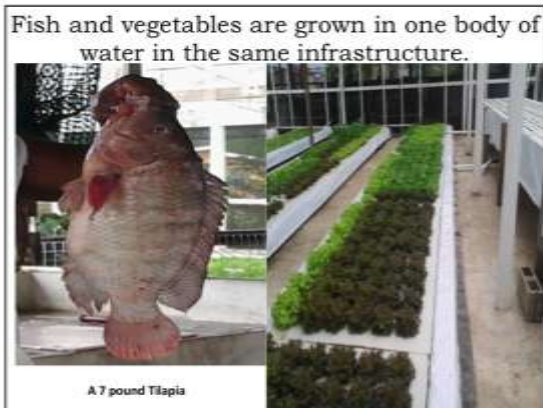 Fish and vegetables are grown in one body of
water in the same infrastructure.
A 7 pound Tilapia